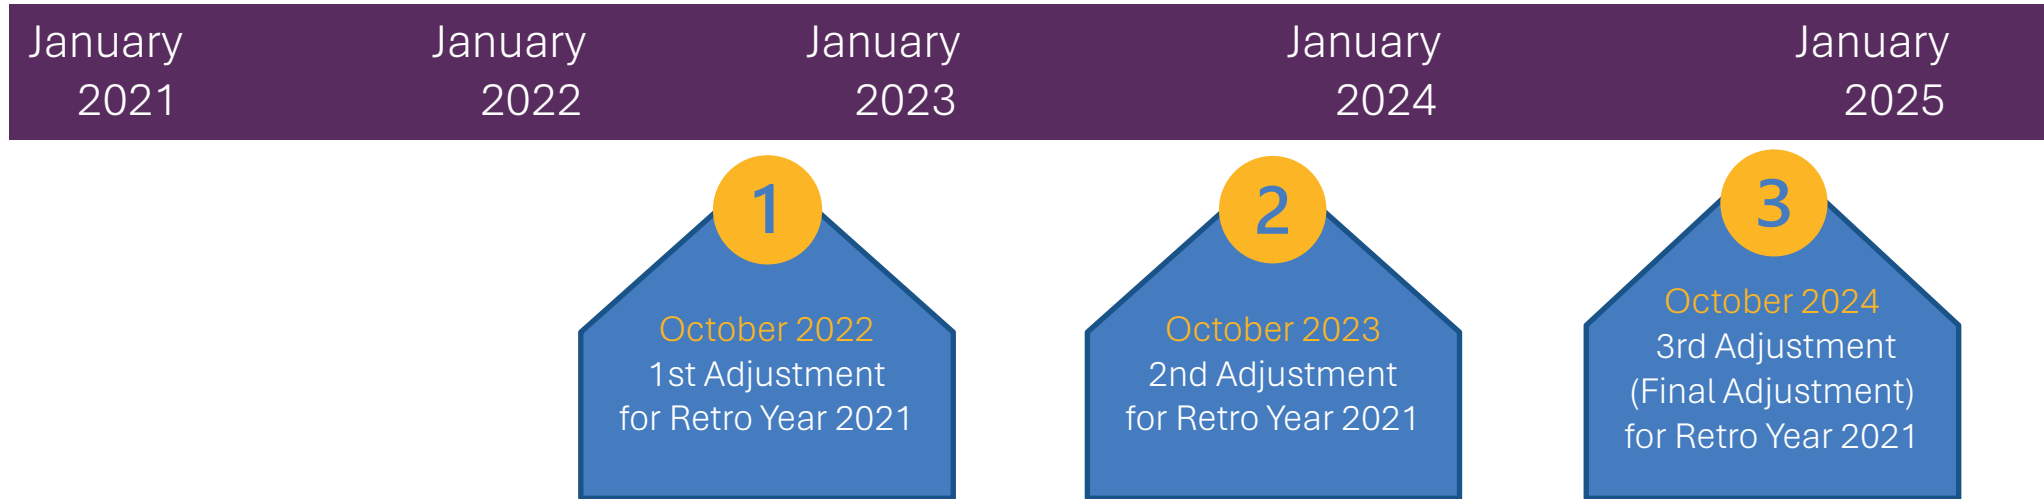 January 2021
January 2022
January 2023
January 2024
January 2025
1
October 2022
1st Adjustment
for Retro Year 2021
2
October 2023
2nd Adjustment
for Retro Year 2021
3
October 2024
3rd Adjustment
(Final Adjustment)
for Retro Year 2021